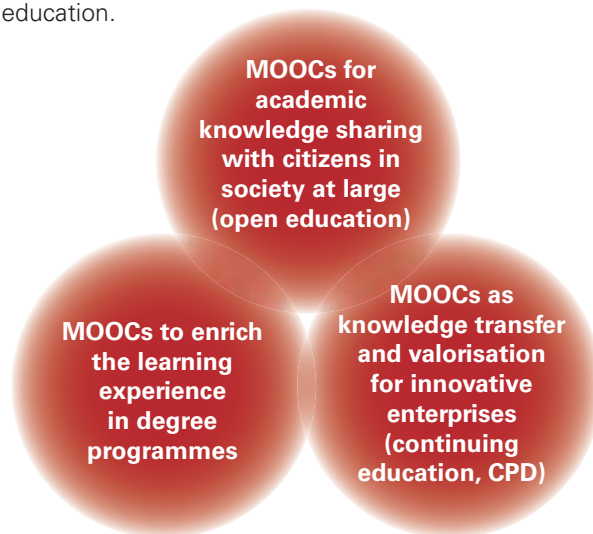 education.
MOOCs for
academic
knowledge sharing
with citizens in
society at large
(open education)
MOOCs to enrich
the learning
experience
in degree
programmes
MOOCs as
knowledge transfer
and valorisation
for innovative
enterprises
(continuing
education, CPD)